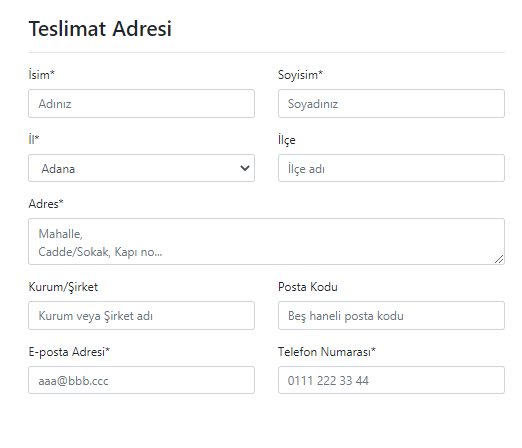 Teslimat Adresi
İsim* Soyisim*
Adınız Soyadınız
İl* İlçe
Adana İlçe adı
Adres*
Mahalle,
Cadde/Sokak, Kapı no...
Kurum/Şirket Posta Kodu
Kurum veya Şirket adı Beş haneli posta kodu
E-posta Adresi* Telefon Numarası*
aaa@bbb.ccc 0111 222 33 44